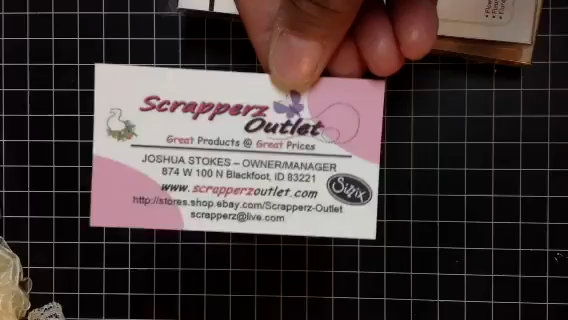 Scrapperz
Outlet
Great Products @ Great Prices
JOSHUA STOKES – OWNER/MANAGER
874 W 100 N Blackfoot, ID 83221
www.scrapperzoutlet.com
Sizzix
http://stores.shop.ebay.com/Scrapperz-Outlet
scrapperz@live.com